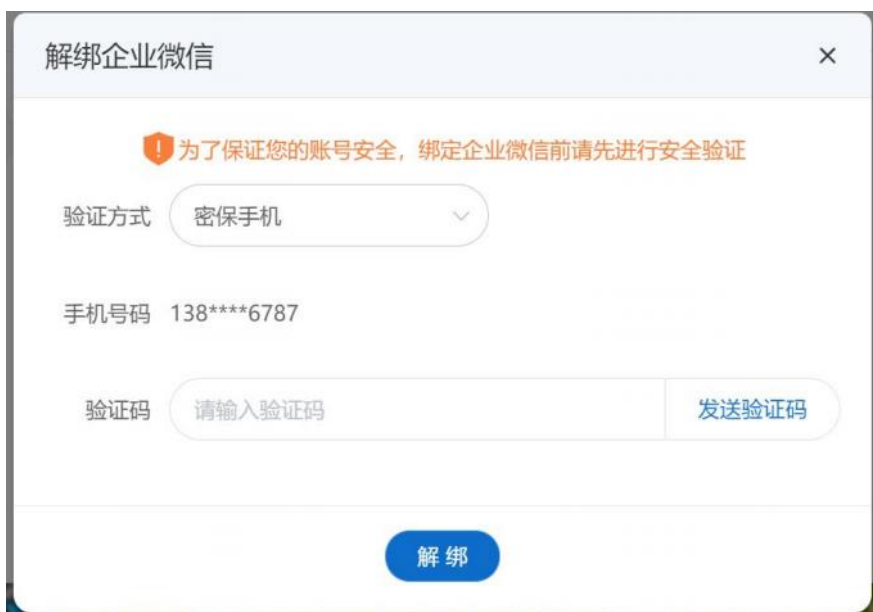 解绑企业微信
为了保证您的账号安全，绑定企业微信前请先进行安全验证
验证方式 密保手机
手机号码 138****6787
验证码 请输入验证码 发送验证码
解绑